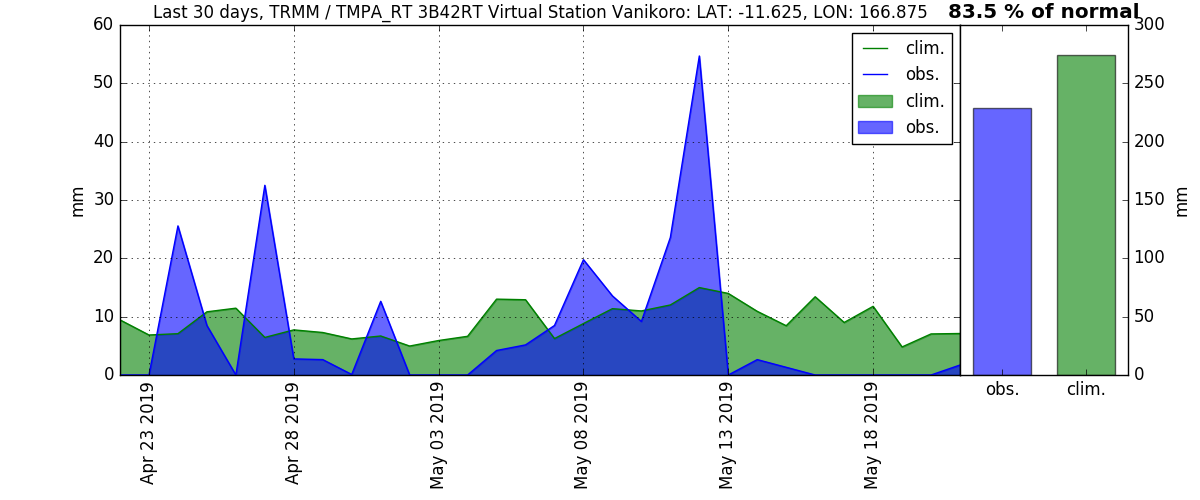 Last 30 days, TRMM / TMPA_RT 3B42RT Virtual Station Vanikoro: LAT: -11.625, LON: 166.875
83.5 % of normal
60
50
40
30
20
10
0
mm
clim.
obs.
clim.
obs.
Apr 23 2019
Apr 28 2019
May 03 2019
May 08 2019
May 13 2019
May 18 2019
300
250
200
150
100
50
0
mm
obs.
clim.